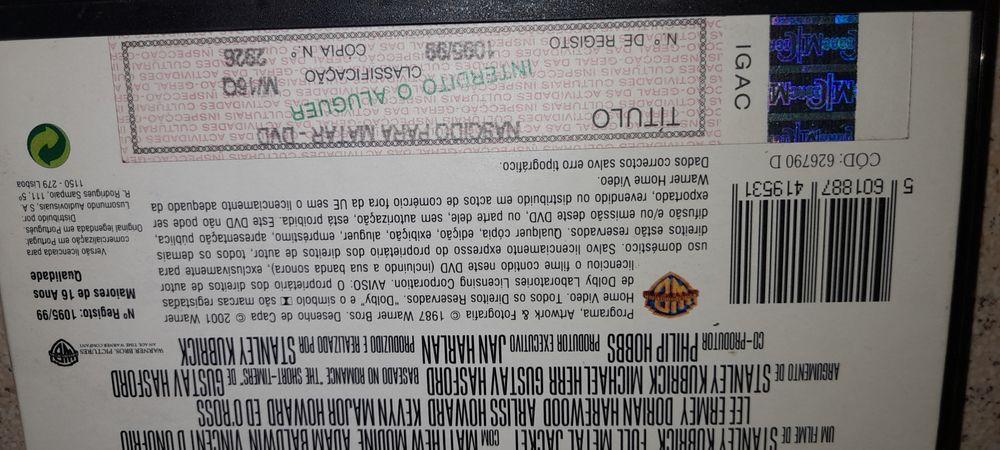 UM FILME DE STANLEY KUBRICK FULL METAL JACKET COM MATTHEW MODINE ADAM BALDWIN VINCENT D'ONOFRIO
LEE ERMEY DORIAN HAREWOOD ARLISS HOWARD KEVYN MAJOR HOWARD ED O'ROSS
ARGUMENTO DE STANLEY KUBRICK MICHAEL HERR GUSTAV HASFORD BASEADO NO ROMANCE "THE SHORT-TIMERS" DE GUSTAV HASFORD
CO-PRODUTOR PHILIP HOBBS PRODUTOR EXECUTIVO JAN HARLAN PRODUZIDO E REALIZADO POR STANLEY KUBRICK
WARNER BROS. PICTURES
AN AOL TIME WARNER COMPANY
5 601887 419531
CÓD: 626790 D
Programa, Artwork & Fotografia © 1987 Warner Bros. Desenho de Capa © 2001 Warner
Home Video. Todos os Direitos Reservados. "Dolby" e o símbolo são marcas registadas
de Dolby Laboratories Licensing Corporation. AVISO: O proprietário dos direitos de autor
licenciou o filme contido neste DVD (incluindo a sua banda sonora), exclusivamente para
uso doméstico. Salvo licenciamento expresso do proprietário dos direitos de autor, todos os demais
direitos estão reservados. Qualquer cópia, edição, exibição, aluguer, empréstimo, apresentação pública,
difusão e/ou emissão deste DVD, ou parte dele, sem autorização, está proibida. Este DVD não pode ser
exportado, revendido ou distribuído em actos de comércio fora da UE sem o licenciamento adequado da
Warner Home Video.
Dados correctos salvo erro tipográfico.
Nº Registo: 1095/99
Maiores de 16 Anos
Qualidade
Versão licenciada para
comercialização em Portugal:
Original legendada em Português.
Distribuído por:
Lusomundo Audiovisuais, S.A.
R. Rodrigues Sampaio, 111, 5º
1150 - 279 Lisboa
IGAC
TÍTULO
NASCIDO PARA MATAR - DVD
INTERDITO O ALUGUER
N.º DE REGISTO
1095/99
CLASSIFICAÇÃO
M/16Q
COPIA N.º
2926